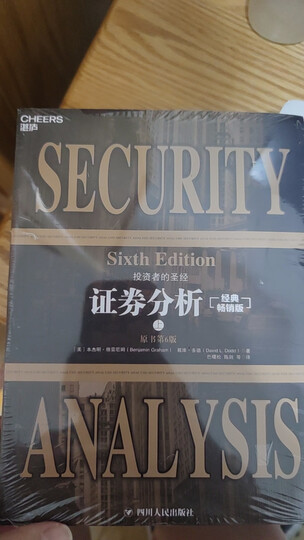 CHEERS
湛庐
SECURITY
Sixth Edition
投资者的圣经
证券分析
经典
畅销版
上
原书第6版
[美] 本杰明·格雷厄姆 (Benjamin Graham) 戴维·多德 (David L. Dodd) 著
巴曙松 陈剑 等 译
ANALYSIS
四川人民出版社